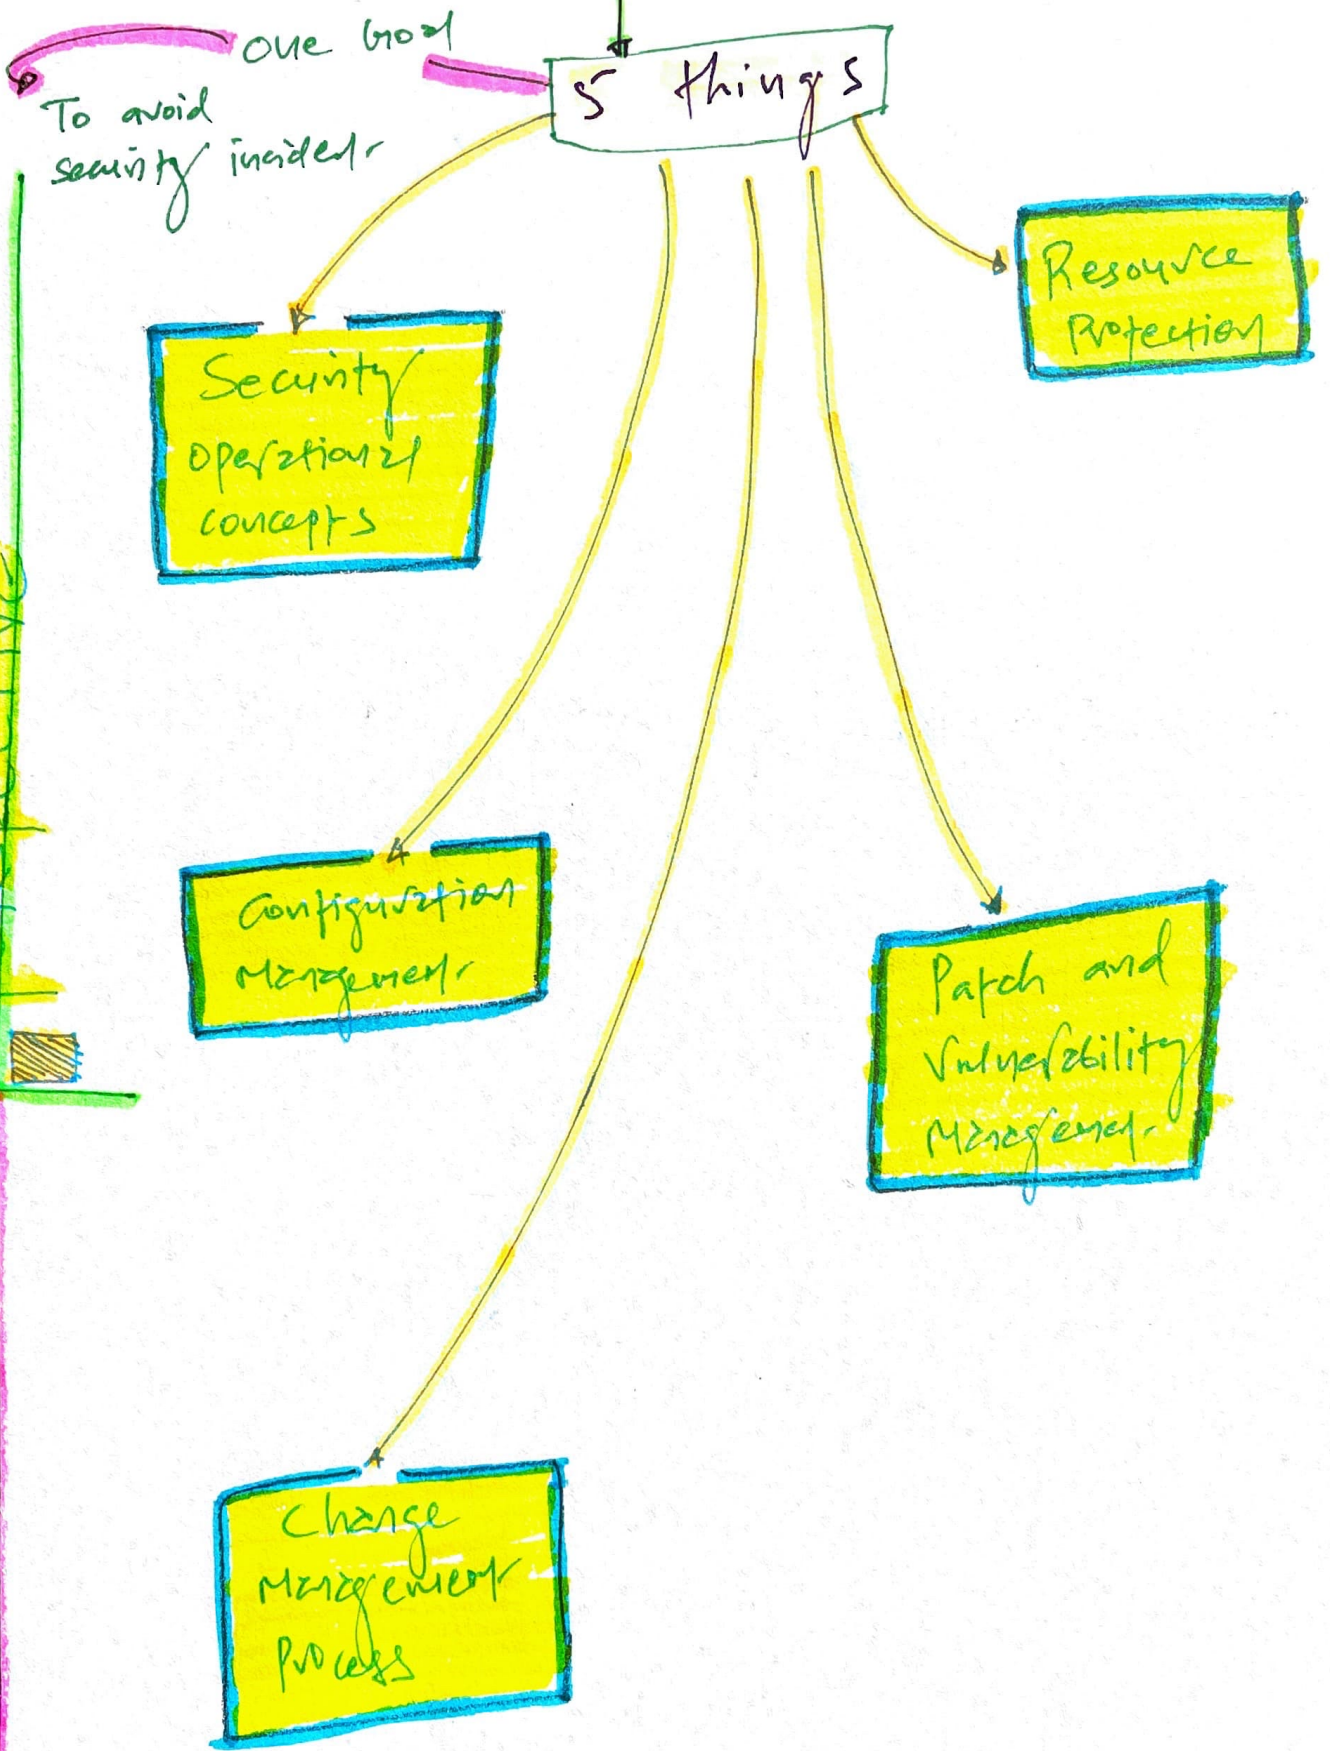 one Goal
5 things
To avoid
security incident
Resource
Protection
Security
operational
concepts
Configuration
Management
Patch and
Vulnerability
Management
Change
Management
Process